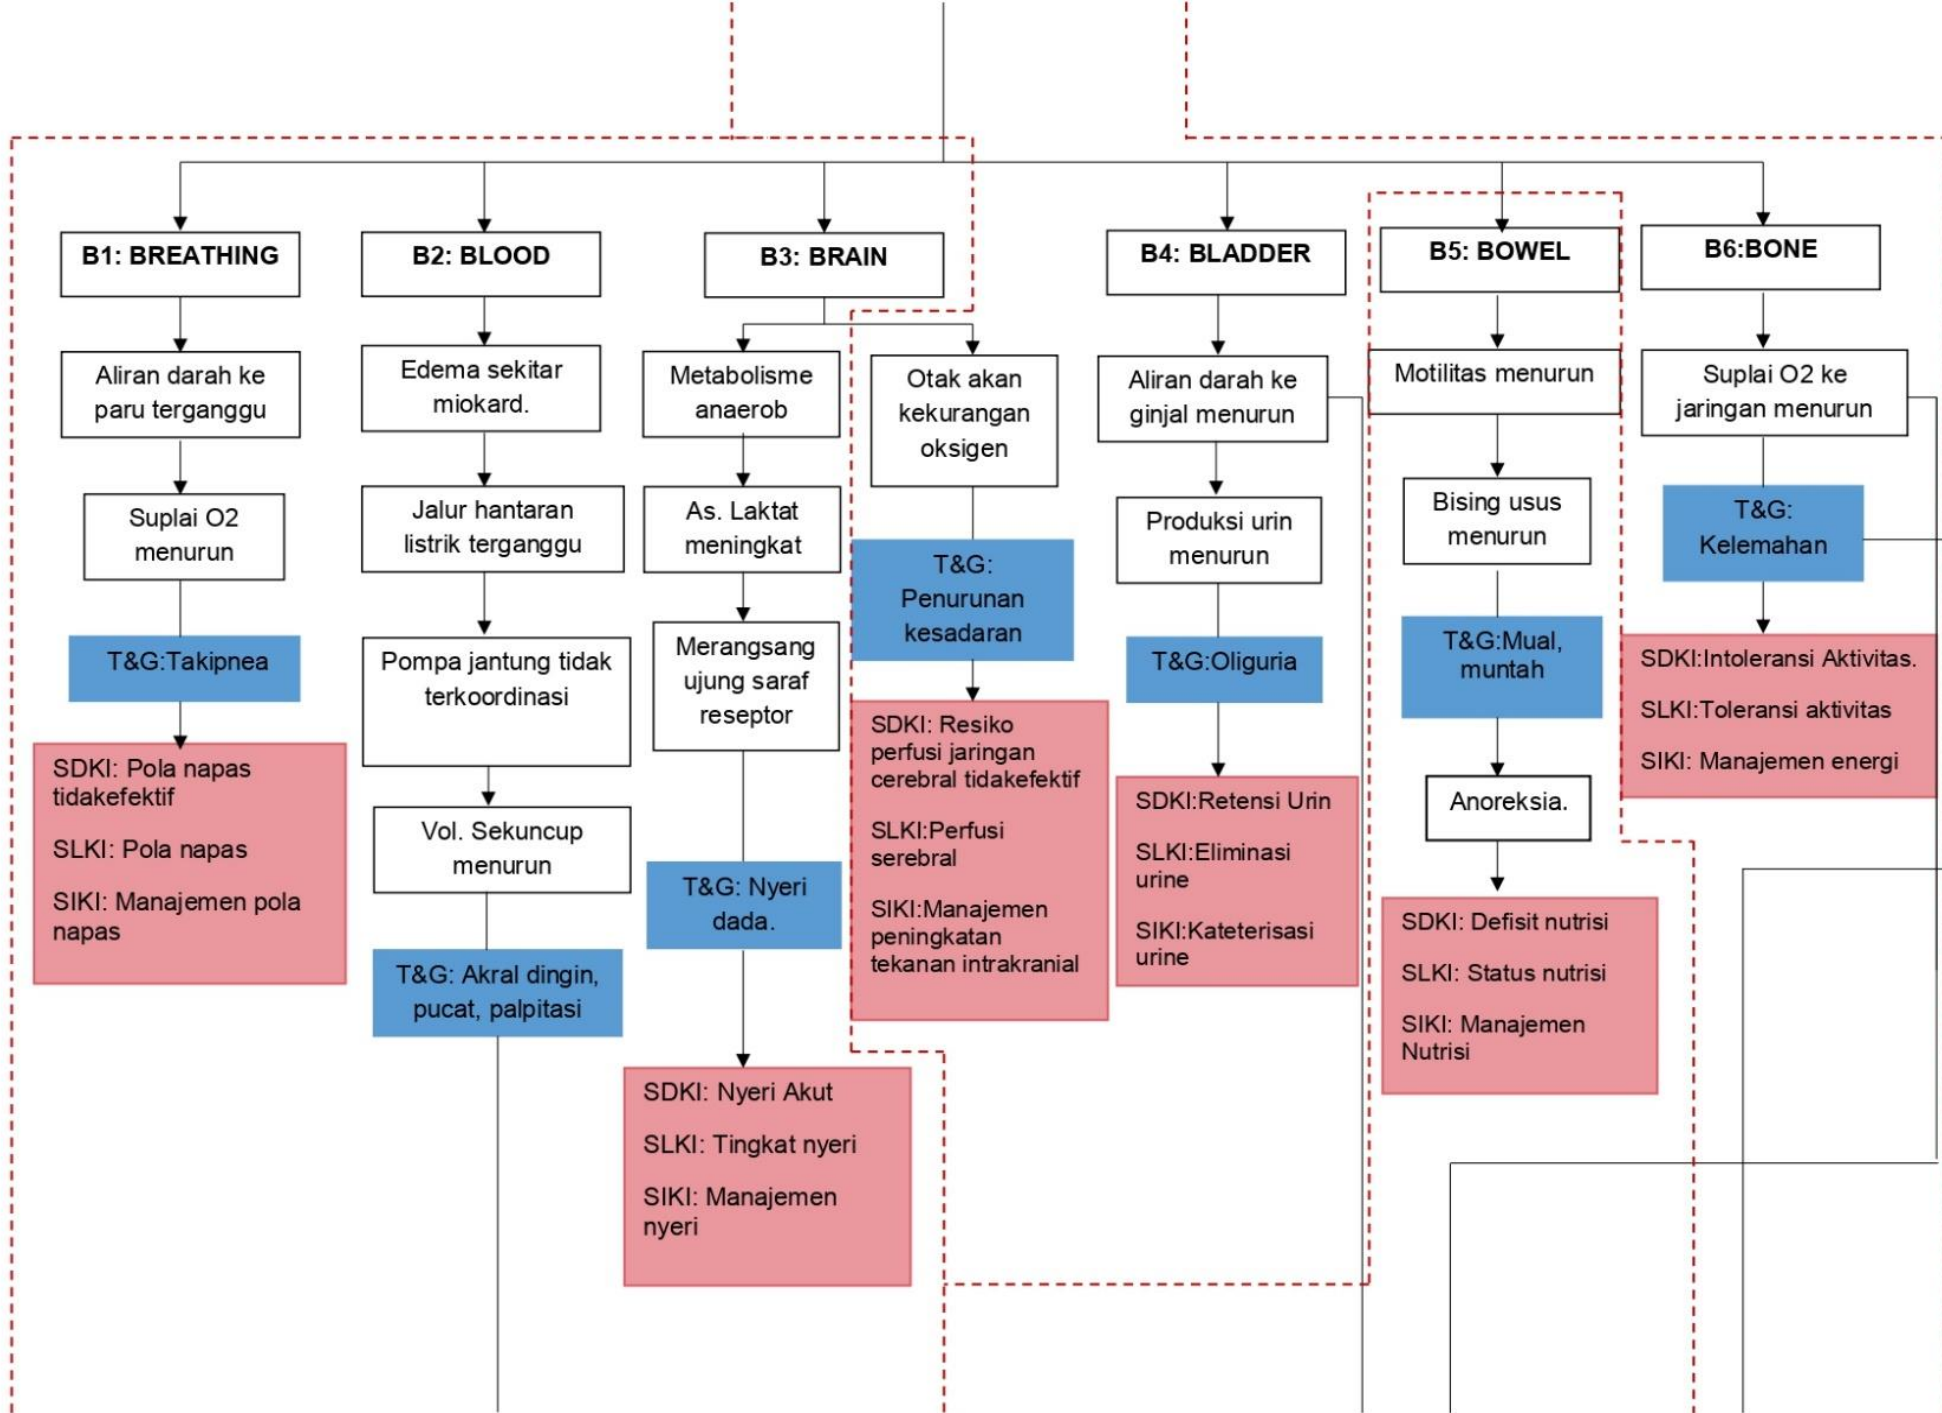 B1: BREATHING
Aliran darah ke
paru terganggu
Suplai O2
menurun
T&G:Takipnea
SDKI: Pola napas
tidakefektif
SLKI: Pola napas
SIKI: Manajemen pola
napas
B2: BLOOD
Edema sekitar
miokard.
Jalur hantaran
listrik terganggu
Pompa jantung tidak
terkoordinasi
Vol. Sekuncup
menurun
T&G: Akral dingin,
pucat, palpitasi
B3: BRAIN
Metabolisme
anaerob
As. Laktat
meningkat
Merangsang
ujung saraf
reseptor
T&G: Nyeri
dada.
SDKI: Nyeri Akut
SLKI: Tingkat nyeri
SIKI: Manajemen
nyeri
Otak akan
kekurangan
oksigen
T&G:
Penurunan
kesadaran
SDKI: Resiko
perfusi jaringan
cerebral tidakefektif
SLKI:Perfusi
serebral
SIKI:Manajemen
peningkatan
tekanan intrakranial
B4: BLADDER
Aliran darah ke
ginjal menurun
Produksi urin
menurun
T&G:Oliguria
SDKI:Retensi Urin
SLKI:Eliminasi
urine
SIKI:Kateterisasi
urine
B5: BOWEL
Motilitas menurun
Bising usus
menurun
T&G:Mual,
muntah
Anoreksia.
SDKI: Defisit nutrisi
SLKI: Status nutrisi
SIKI: Manajemen
Nutrisi
B6:BONE
Suplai O2 ke
jaringan menurun
T&G:
Kelemahan
SDKI:Intoleransi Aktivitas.
SLKI:Toleransi aktivitas
SIKI: Manajemen energi